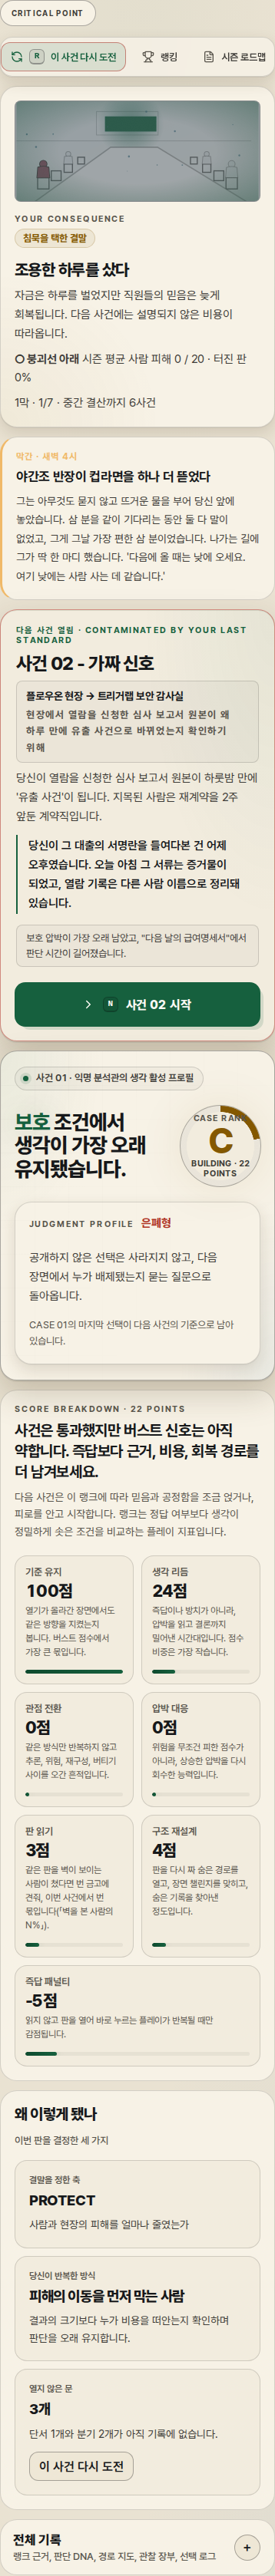 CRITICAL POINT
R 이 사건 다시 도전
랭킹
시즌 로드맵
YOUR CONSEQUENCE
침묵을 택한 결말
조용한 하루를 샀다
자금은 하루를 벌었지만 직원들의 믿음은 늦게
회복됩니다. 다음 사건에는 설명되지 않은 비용이
따라옵니다.
붕괴선 아래 시즌 평균 사람 피해 0 / 20 · 터진 판
0%
1막 · 1/7 · 중간 결산까지 6사건
막간 · 새벽 4시
야간조 반장이 컵라면을 하나 더 뜯었다
그는 아무것도 묻지 않고 뜨거운 물을 부어 당신 앞에
놓았습니다. 삼 분을 같이 기다리는 동안 둘 다 말이
없었고, 그게 그날 가장 편한 삼 분이었습니다. 나가는 길에
그가 딱 한 마디 했습니다. '다음에 올 때는 낮에 오세요.
여기 낮에는 사람 사는 데 같습니다.'
다음 사건 열림 · CONTAMINATED BY YOUR LAST
STANDARD
사건 02 - 가짜 신호
플로우온 현장 → 트리거랩 보안 감사실
현장에서 열람을 신청한 심사 보고서 원본이 왜
하루 만에 유출 사건으로 바뀌었는지 확인하기
위해
당신이 열람을 신청한 심사 보고서 원본이 하룻밤 만에
'유출 사건'이 됩니다. 지목된 사람은 재계약을 2주
앞둔 계약직입니다.
당신이 그 대출의 서명란을 들여다본 건 어제
오후였습니다. 오늘 아침 그 서류는 증거물이
되었고, 열람 기록은 다른 사람 이름으로 정리돼
있습니다.
보호 압박이 가장 오래 남았고, "다음 날의 급여명세서"에서
판단 시간이 길어졌습니다.
N 사건 02 시작
사건 01 · 익명 분석관의 생각 활성 프로필
보호 조건에서
생각이 가장 오래
유지됐습니다.
CASE RANK
C
BUILDING · 22
POINTS
JUDGMENT PROFILE 은폐형
공개하지 않은 선택은 사라지지 않고, 다음
장면에서 누가 배제됐는지 묻는 질문으로
돌아옵니다.
CASE 01의 마지막 선택이 다음 사건의 기준으로 남아
있습니다.
SCORE BREAKDOWN · 22 POINTS
사건은 통과했지만 버스트 신호는 아직
약합니다. 즉답보다 근거, 비용, 회복 경로를
더 남겨보세요.
다음 사건은 이 랭크에 따라 믿음과 공정함을 조금 얹거나,
피로를 안고 시작합니다. 랭크는 정답 여부보다 생각이
정밀하게 솟은 조건을 비교하는 플레이 지표입니다.
기준 유지
100점
열기가 올라간 장면에서도
같은 방향을 지켰는지
봅니다. 버스트 점수에서
가장 큰 몫입니다.
생각 리듬
24점
즉답이나 방치가 아니라,
압박을 읽고 결론까지
밀어낸 시간대입니다. 점수
비중은 가장 작습니다.
관점 전환
0점
같은 방식만 반복하지 않고
추론, 위험, 재구성, 버티기
사이를 오간 흔적입니다.
압박 대응
0점
위험을 무조건 피한 점수가
아니라, 상승한 압박을 다시
회수한 능력입니다.
판 읽기
3점
같은 판을 벽이 보이는
사람이 쳤다면 번 금고에
견줘, 이번 사건에서 번
몫입니다(「벽을 본 사람의
N%」).
구조 재설계
4점
판을 다시 짜 숨은 경로를
열고, 장면 챌린지를 맞히고,
숨은 기록을 찾아낸
정도입니다.
즉답 패널티
-5점
읽지 않고 판을 열어 바로 누르는 플레이가 반복될 때만
감점됩니다.
왜 이렇게 됐나
이번 판을 결정한 세 가지
결말을 정한 축
PROTECT
사람과 현장의 피해를 얼마나 줄였는가
당신이 반복한 방식
피해의 이동을 먼저 막는 사람
결과의 크기보다 누가 비용을 떠안는지 확인하며
판단을 오래 유지합니다.
열지 않은 문
3개
단서 1개와 분기 2개가 아직 기록에 없습니다.
이 사건 다시 도전
전체 기록
랭크 근거, 판단 DNA, 경로 지도, 관찰 장부, 선택 로그
+